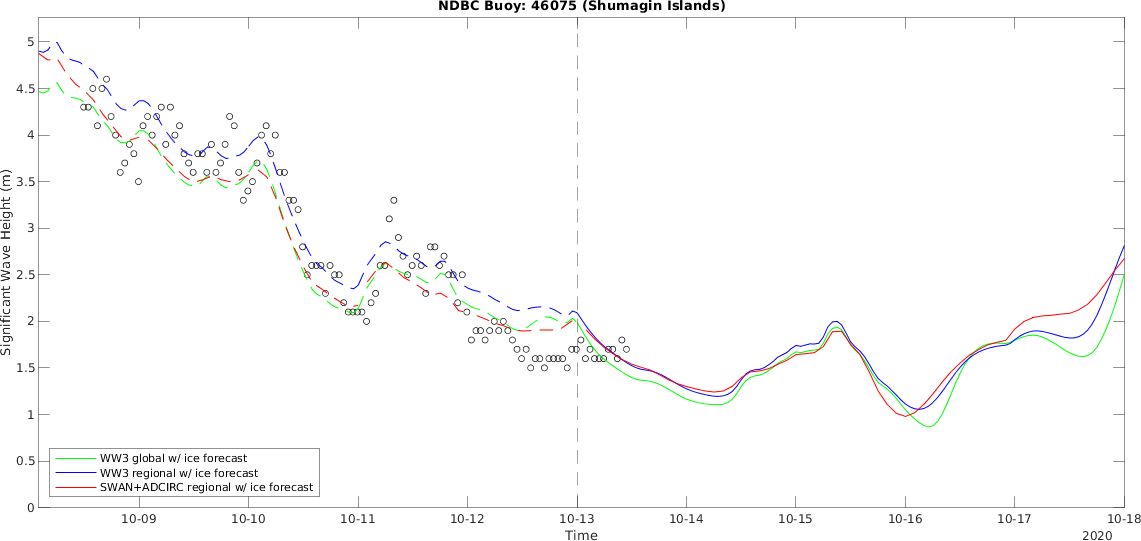 NDBC Buoy: 46075 (Shumagin Islands)
Significant Wave Height (m)
5
4.5
4
3.5
3
2.5
2
1.5
1
0.5
0
WW3 global w/ ice forecast
WW3 regional w/ ice forecast
SWAN+ADCIRC regional w/ ice forecast
10-09 10-10 10-11 10-12 10-13 10-14 10-15 10-16 10-17 10-18
Time
2020